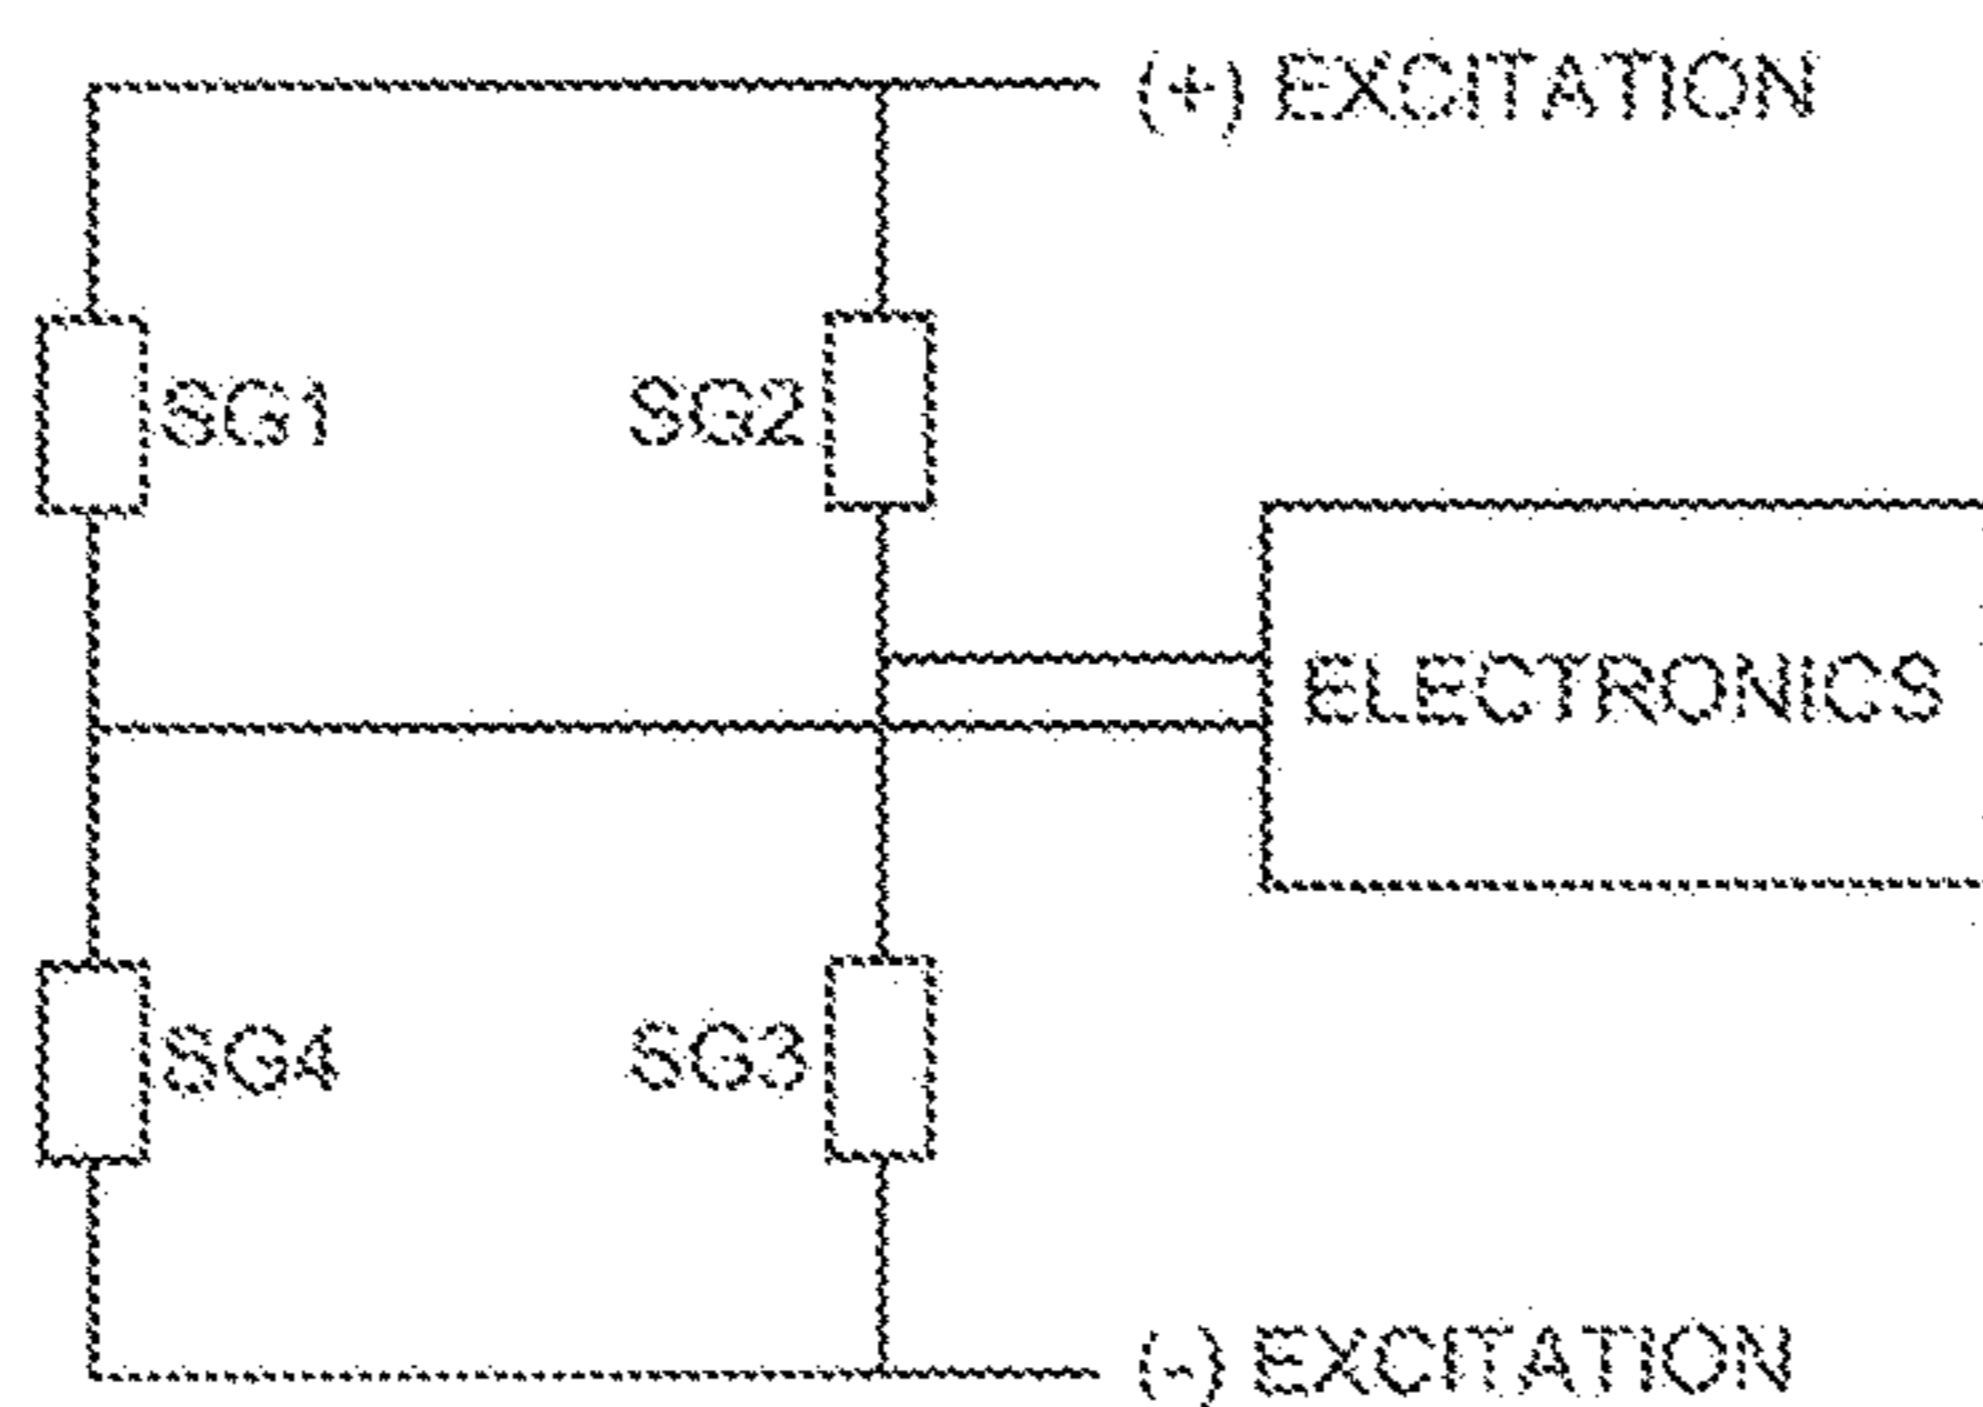 (+) EXCITATION
SG1
SG2
ELECTRONICS
SG4
SG3
(-) EXCITATION